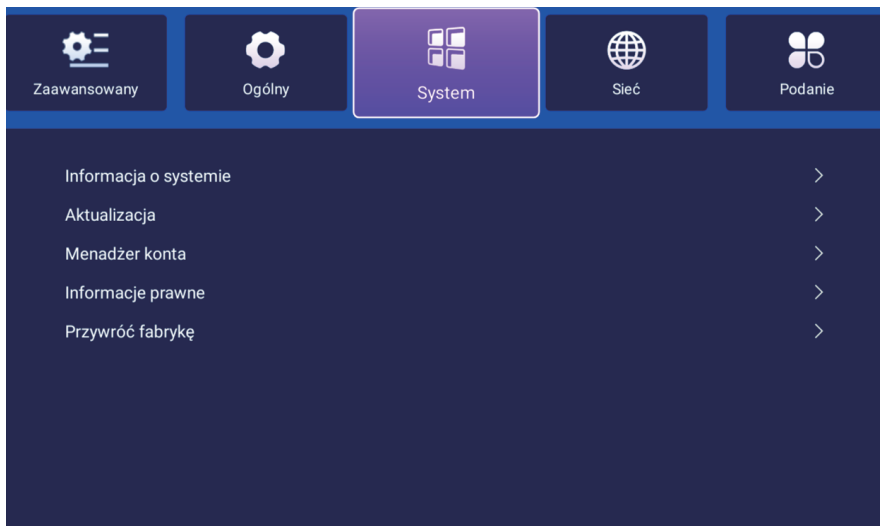 Zaawansowany
Ogólny
System
Sieć
Podanie
Informacja o systemie
Aktualizacja
Menadżer konta
Informacje prawne
Przywróć fabrykę